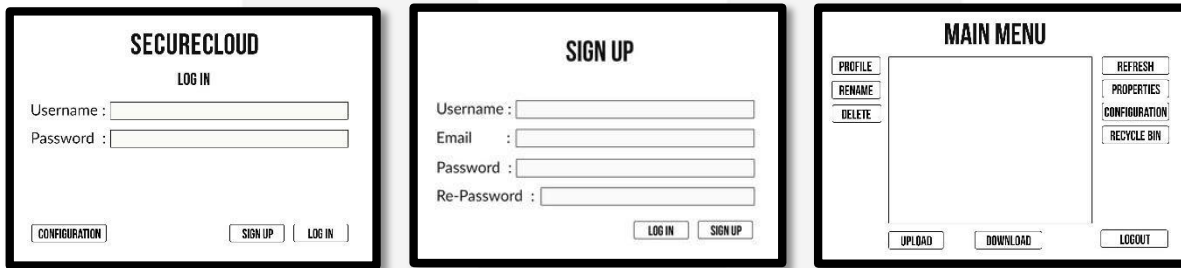 SECURECLOUD
LOG IN
Username :
Password :
CONFIGURATION
SIGN UP
LOG IN
SIGN UP
Username :
Email :
Password :
Re-Password :
LOG IN
SIGN UP
MAIN MENU
PROFILE
RENAME
DELETE
REFRESH
PROPERTIES
CONFIGURATION
RECYCLE BIN
UPLOAD
DOWNLOAD
LOGOUT